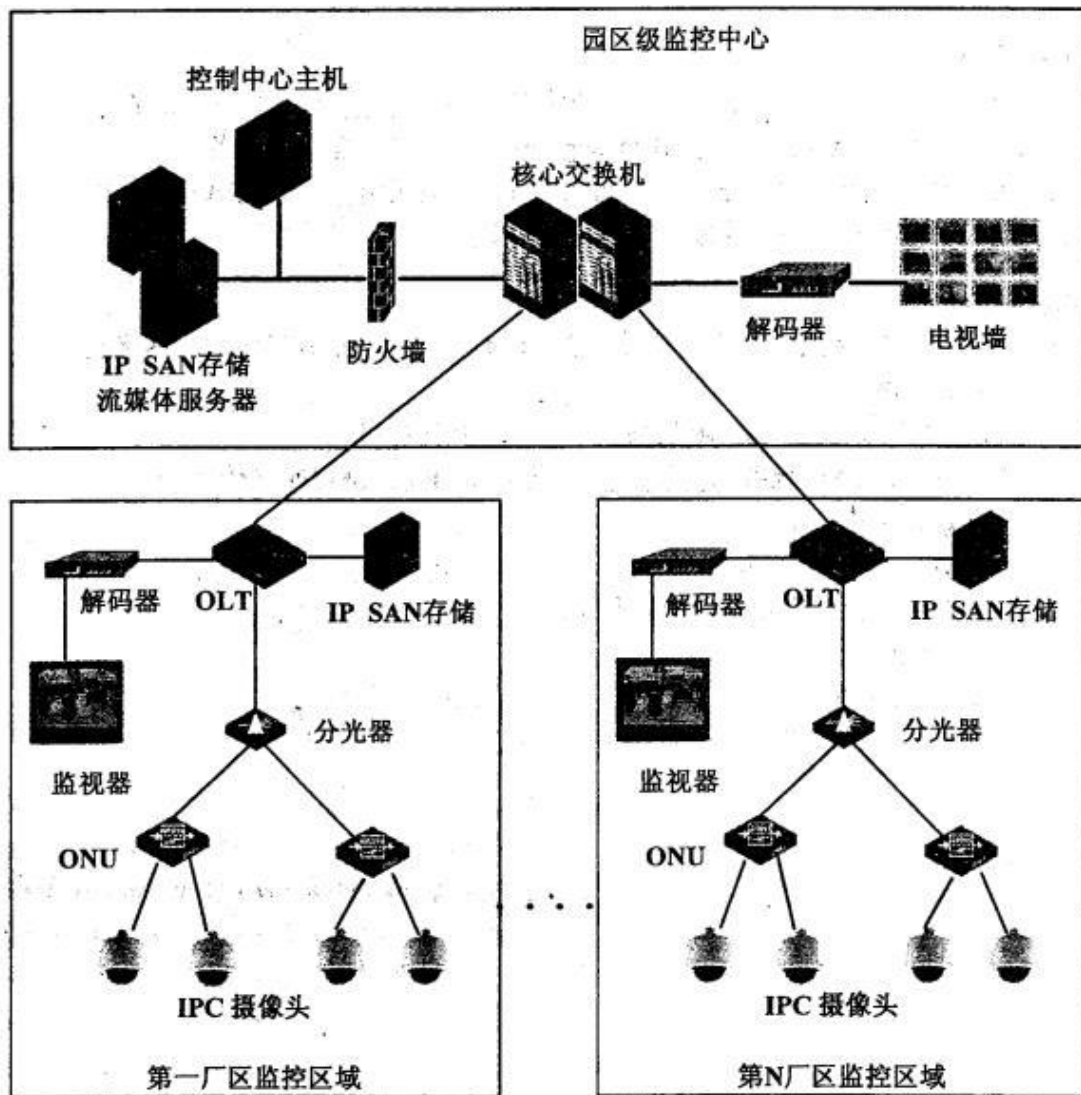 园区级监控中心
控制中心主机
核心交换机
IP SAN存储
流媒体服务器
防火墙
解码器
电视墙
解码器
OLT
IP SAN存储
监视器
分光器
ONU
IPC 摄像头
第一厂区监控区域
解码器
OLT
IP SAN存储
监视器
分光器
ONU
IPC 摄像头
第N厂区监控区域